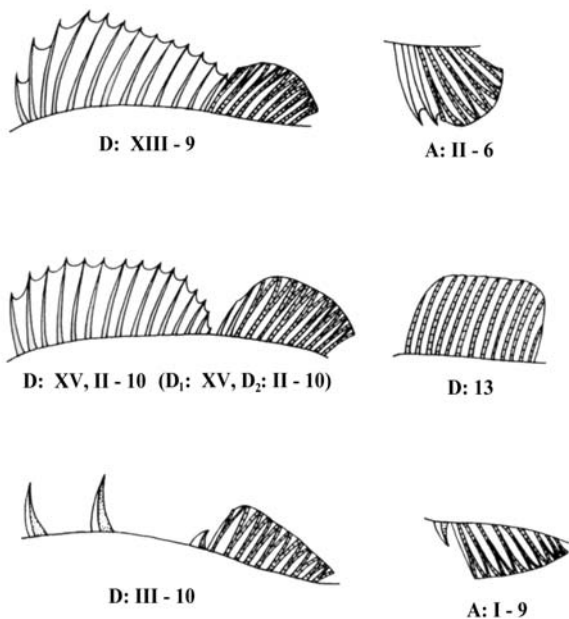 D: XIII - 9
A: II - 6
D: XV, II - 10 (D₁: XV, D₂: II - 10)
D: 13
D: III - 10
A: I - 9